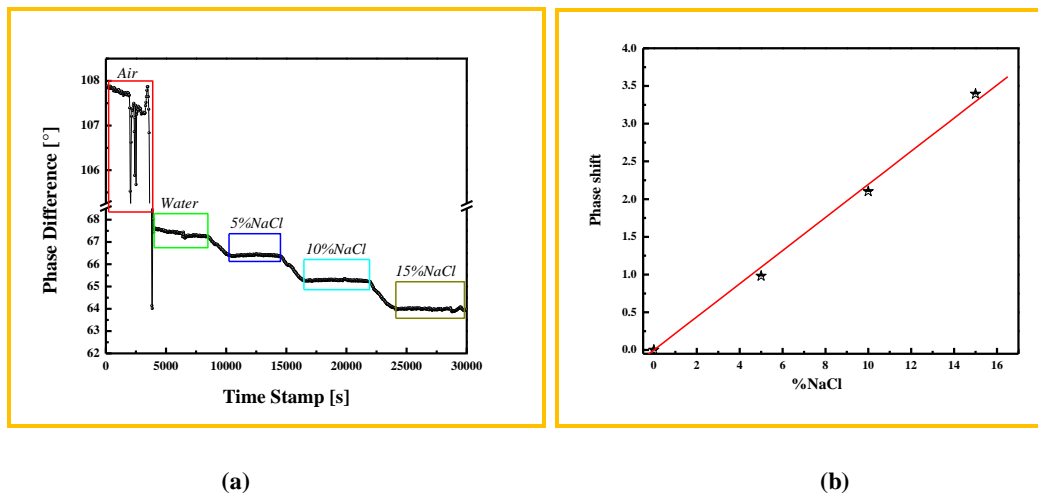 Air
108
107
106
Phase Difference [°]
Water
68
5%NaCl
67
10%NaCl
66
15%NaCl
65
64
63
62
0 5000 10000 15000 20000 25000 30000
Time Stamp [s]
(a)
4.0
3.5
3.0
2.5
Phase shift
2.0
1.5
1.0
0.5
0.0
0 2 4 6 8 10 12 14 16
%NaCl
(b)